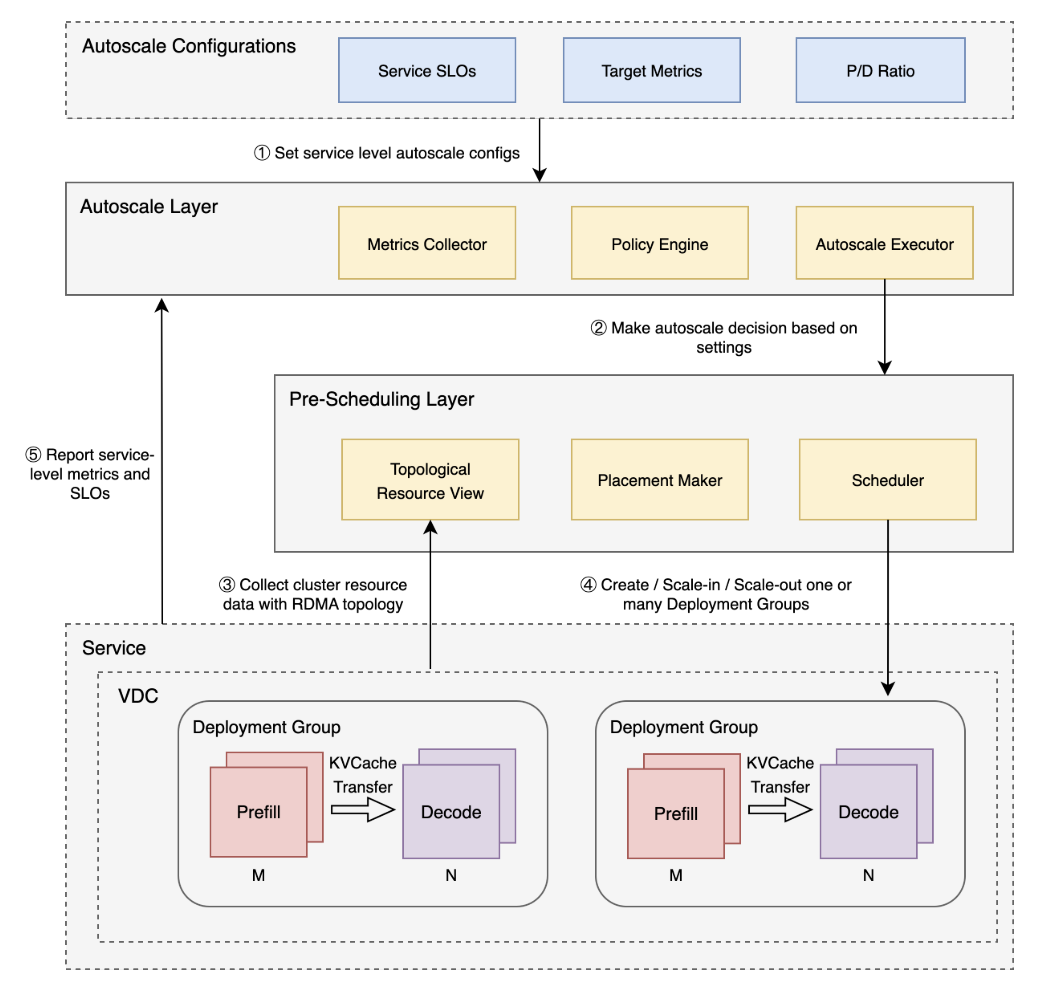 Autoscale Configurations
Service SLOs
Target Metrics
P/D Ratio
① Set service level autoscale configs
Autoscale Layer
Metrics Collector
Policy Engine
Autoscale Executor
② Make autoscale decision based on
settings
Pre-Scheduling Layer
Topological
Resource View
Placement Maker
Scheduler
⑤ Report service-
level metrics and
SLOs
③ Collect cluster resource
data with RDMA topology
④ Create / Scale-in / Scale-out one or
many Deployment Groups
Service
VDC
Deployment Group
Prefill
KVCache
Transfer
Decode
M
N
Deployment Group
Prefill
KVCache
Transfer
Decode
M
N